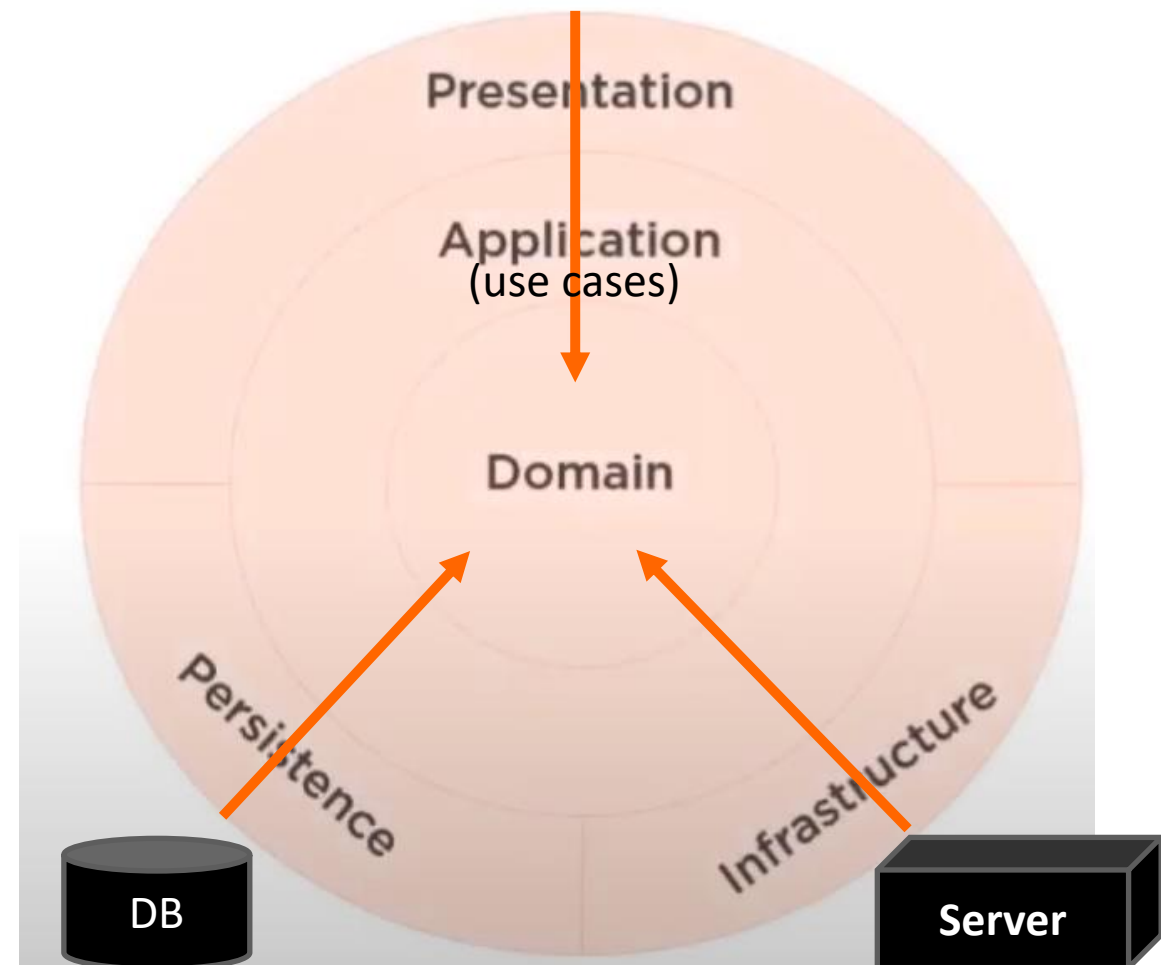 Presentation
Application
(use cases)
Domain
Persistence
Infrastructure
DB
Server